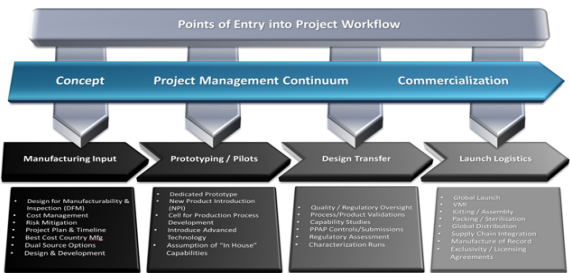 Points of Entry into Project Workflow
Concept Project Management Continuum Commercialization
Manufacturing Input
Prototyping / Pilots
Design Transfer
Launch Logistics
• Design for Manufacturability &
Inspection (DFM)
• Cost Management
• Risk Mitigation
• Project Plan & Timeline
• Best Cost Country Mfg
• Dual Source Options
• Design & Development
• Dedicated Prototype
• New Product Introduction
(NPI)
• Cell for Production Process
Development
• Introduce Advanced
Technology
• Assumption of "In House"
Capabilities
• Quality / Regulatory Oversight
• Process/Product Validations
• Capability Studies
• PPAP Controls/Submissions
• Regulatory Assessment
• Characterization Runs
• Global Launch
• VMI
• Kitting / Assembly
• Packing / Sterilisation
• Global Distribution
• Supply Chain Integration
• Manufacture of Record
• Exclusivity / Licensing
Agreements